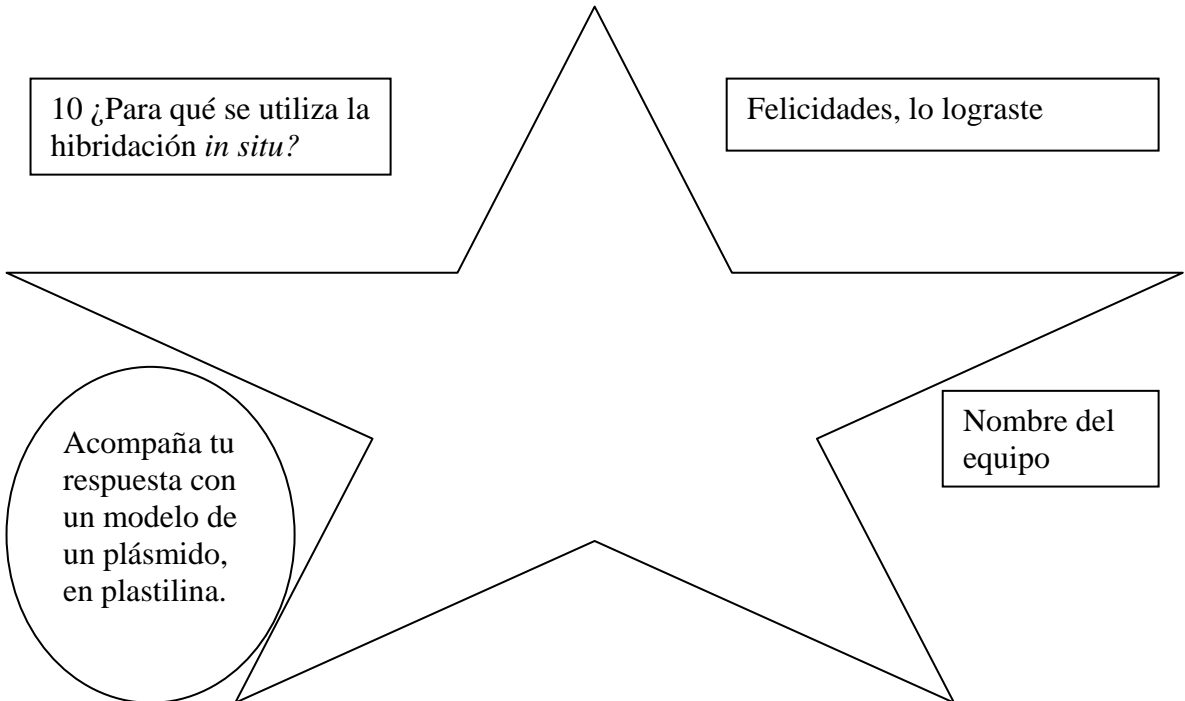 10 ¿Para qué se utiliza la
hibridación in situ?
Felicidades, lo lograste
Acompaña tu
respuesta con
un modelo de
un plásmido,
en plastilina.
Nombre del
equipo